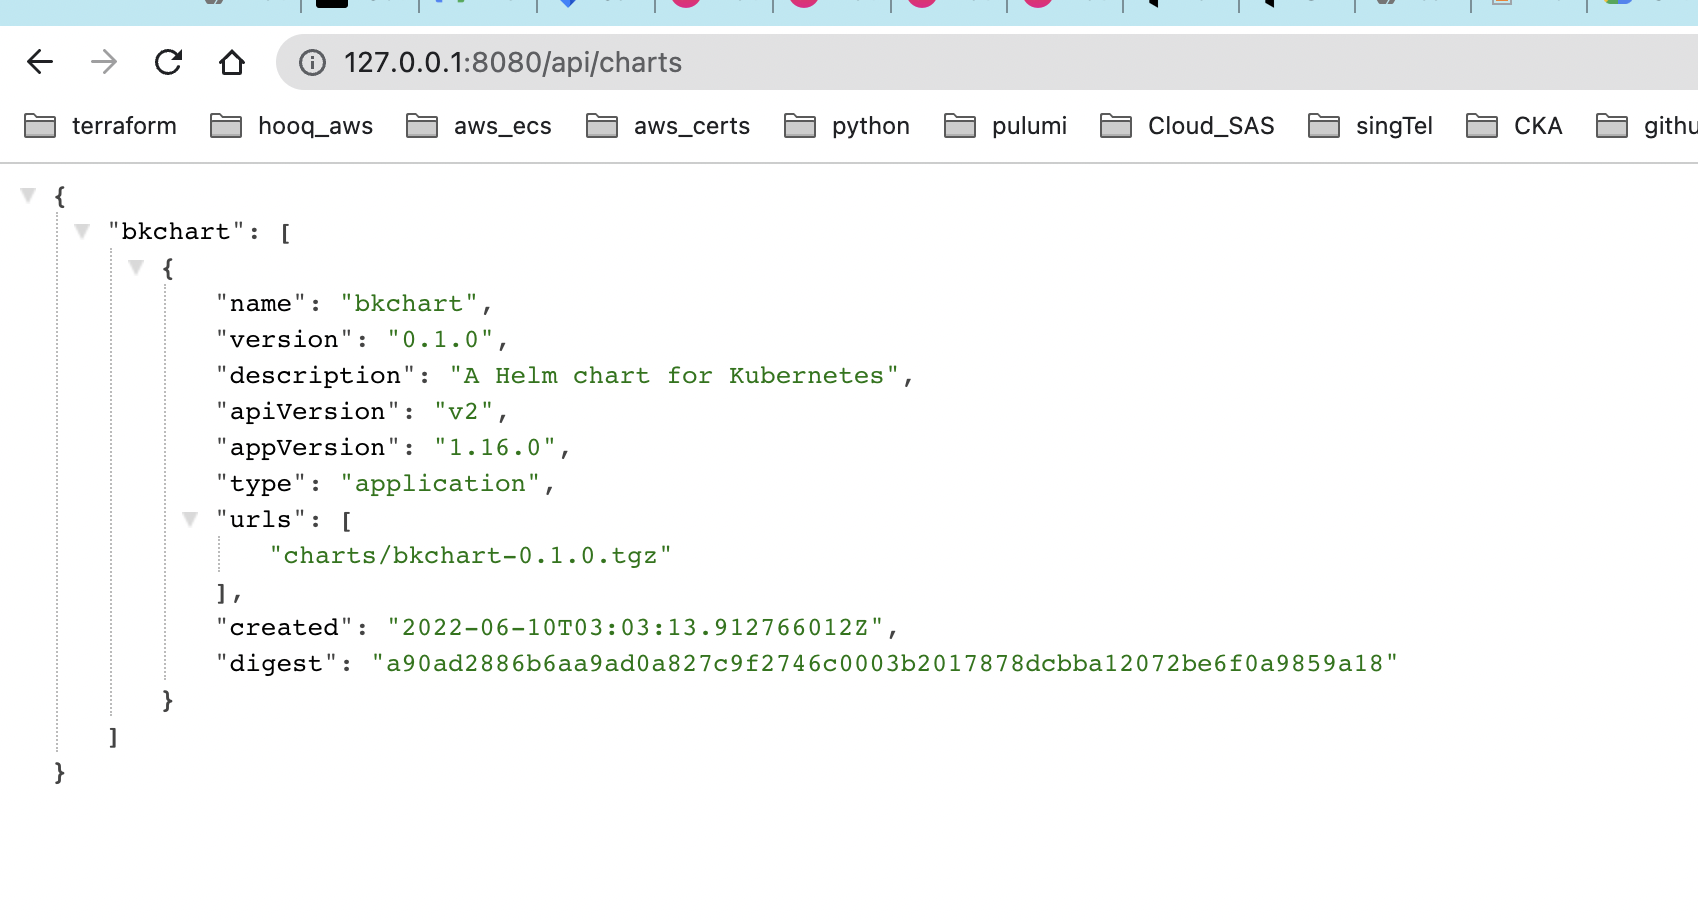 127.0.0.1:8080/api/charts
terraform hooq_aws aws_ecs aws_certs python pulumi Cloud_SAS singTel CKA githu
{
"bkchart": [
{
"name": "bkchart",
"version": "0.1.0",
"description": "A Helm chart for Kubernetes",
"apiVersion": "v2",
"appVersion": "1.16.0",
"type": "application",
"urls": [
"charts/bkchart-0.1.0.tgz"
],
"created": "2022-06-10T03:03:13.912766012Z",
"digest": "a90ad2886b6aa9ad0a827c9f2746c0003b2017878dcbba12072be6f0a9859a18"
}
]
}